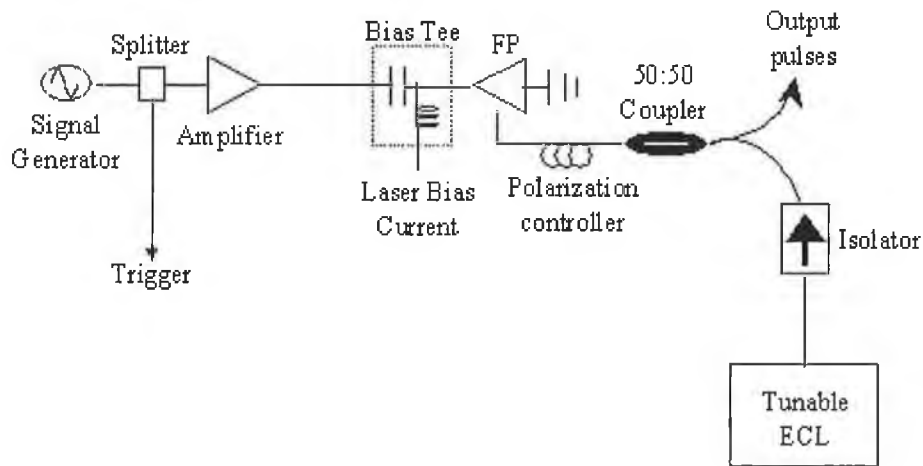 Splitter
Signal
Generator
Amplifier
Trigger
Bias Tee
Laser Bias
Current
FP
Polarization
controller
50:50
Coupler
Output
pulses
Isolator
Tunable
ECL